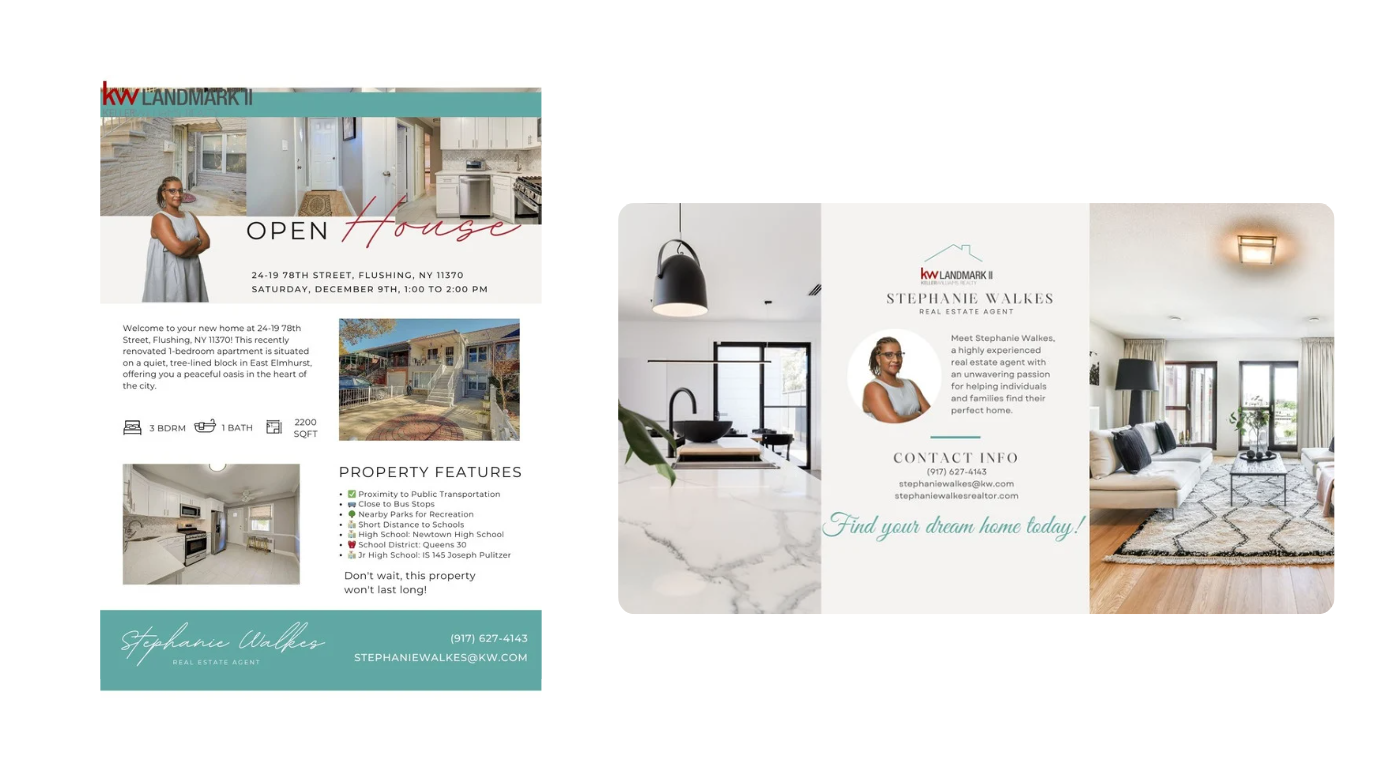 kw LANDMARK II
OPEN House
24-19 78TH STREET, FLUSHING, NY 11370
SATURDAY, DECEMBER 9TH, 1:00 TO 2:00 PM
Welcome to your new home at 24-19 78th
Street, Flushing, NY 11370! This recently
renovated 1-bedroom apartment is situated
on a quiet, tree-lined block in East Elmhurst,
offering you a peaceful oasis in the heart of
the city.
3 BDRM
1 BATH
2200
SQFT
PROPERTY FEATURES
• ✅ Proximity to Public Transportation
• 🚌 Close to Bus Stops
• 🌳 Nearby Parks for Recreation
• 🏫 Short Distance to Schools
• 🏫 High School: Newtown High School
• 🎒 School District: Queens 30
• 🏫 Jr High School: IS 145 Joseph Pulitzer
Don't wait, this property
won't last long!
Stephanie Walkes
REAL ESTATE AGENT
(917) 627-4143
STEPHANIEWALKES@KW.COM
kw LANDMARK II
KELLERWILLIAMS. REALTY
STEPHANIE WALKES
REAL ESTATE AGENT
Meet Stephanie Walkes,
a highly experienced
real estate agent with
an unwavering passion
for helping individuals
and families find their
perfect home.
CONTACT INFO
(917) 627-4143
stephaniewalkes@kw.com
stephaniewalkesrealtor.com
Find your dream home today!